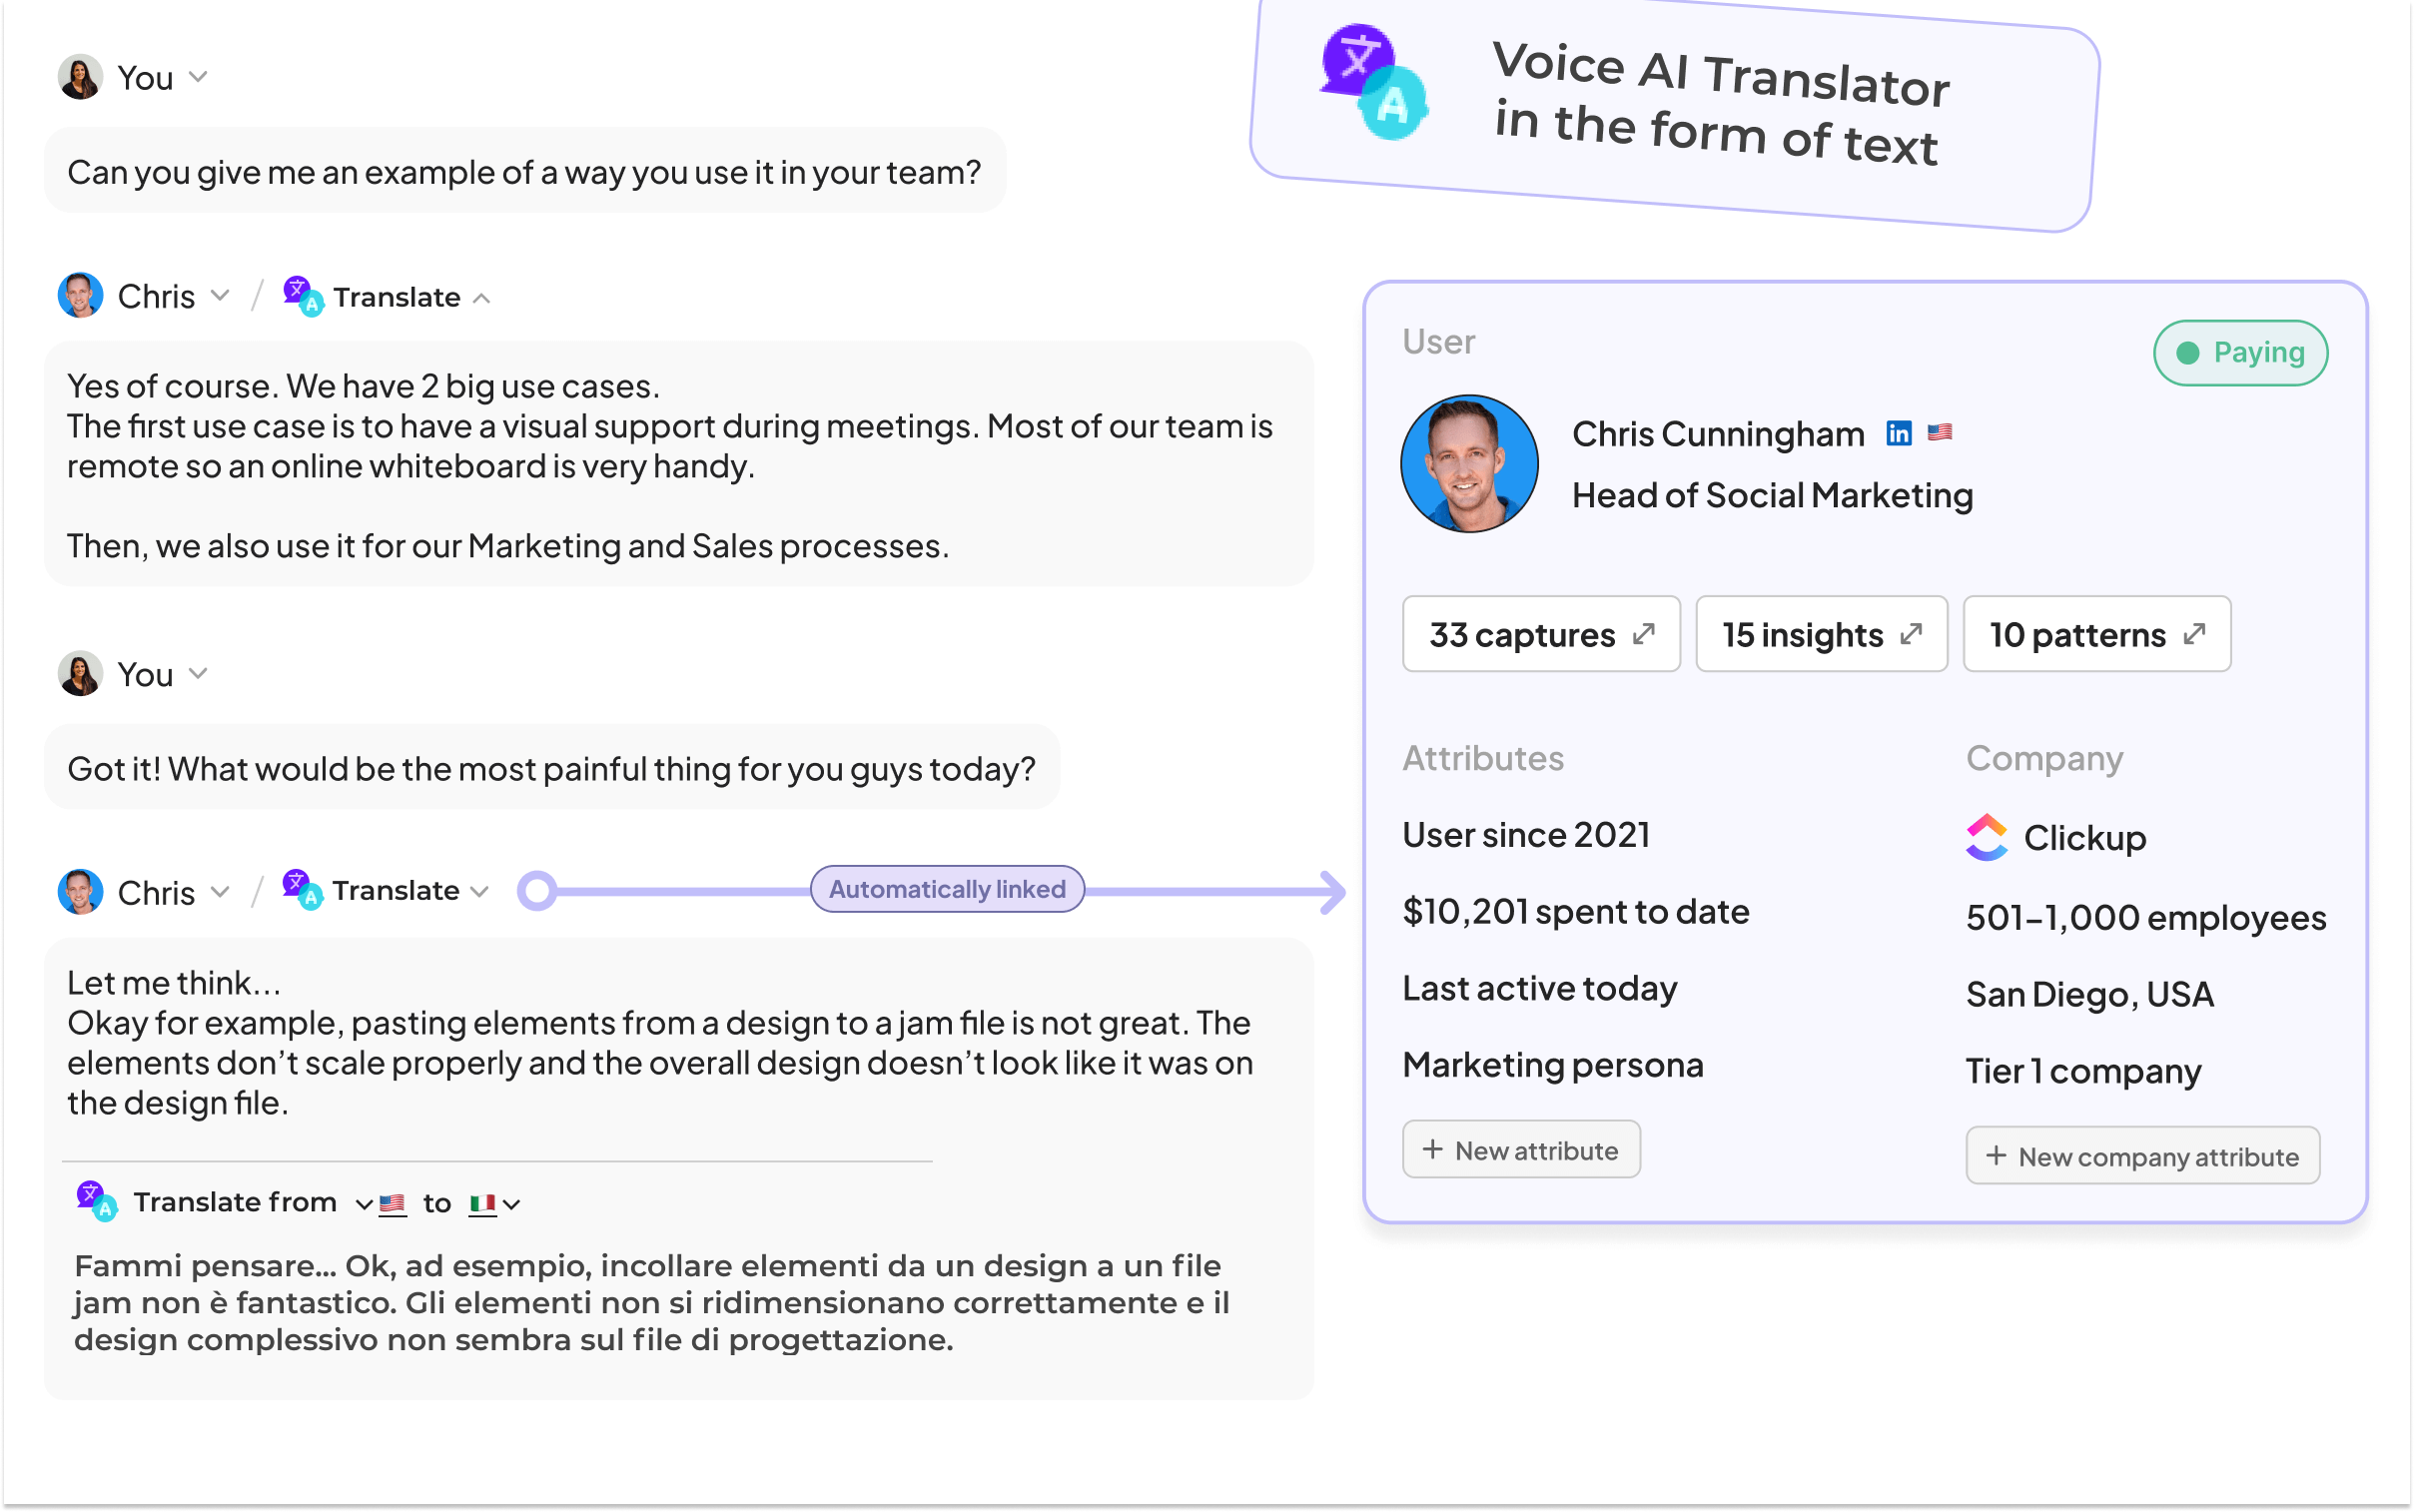 You
Can you give me an example of a way you use it in your team?
Chris / Translate
Yes of course. We have 2 big use cases.
The first use case is to have a visual support during meetings. Most of our team is
remote so an online whiteboard is very handy.
Then, we also use it for our Marketing and Sales processes.
You
Got it! What would be the most painful thing for you guys today?
Chris / Translate
Automatically linked
Let me think...
Okay for example, pasting elements from a design to a jam file is not great. The
elements don’t scale properly and the overall design doesn’t look like it was on
the design file.
Translate from to
Fammi pensare... Ok, ad esempio, incollare elementi da un design a un file
jam non è fantastico. Gli elementi non si ridimensionano correttamente e il
design complessivo non sembra sul file di progettazione.
Voice AI Translator
in the form of text
User
Paying
Chris Cunningham in
Head of Social Marketing
33 captures
15 insights
10 patterns
Attributes
User since 2021
$10,201 spent to date
Last active today
Marketing persona
+ New attribute
Company
Clickup
501–1,000 employees
San Diego, USA
Tier 1 company
+ New company attribute